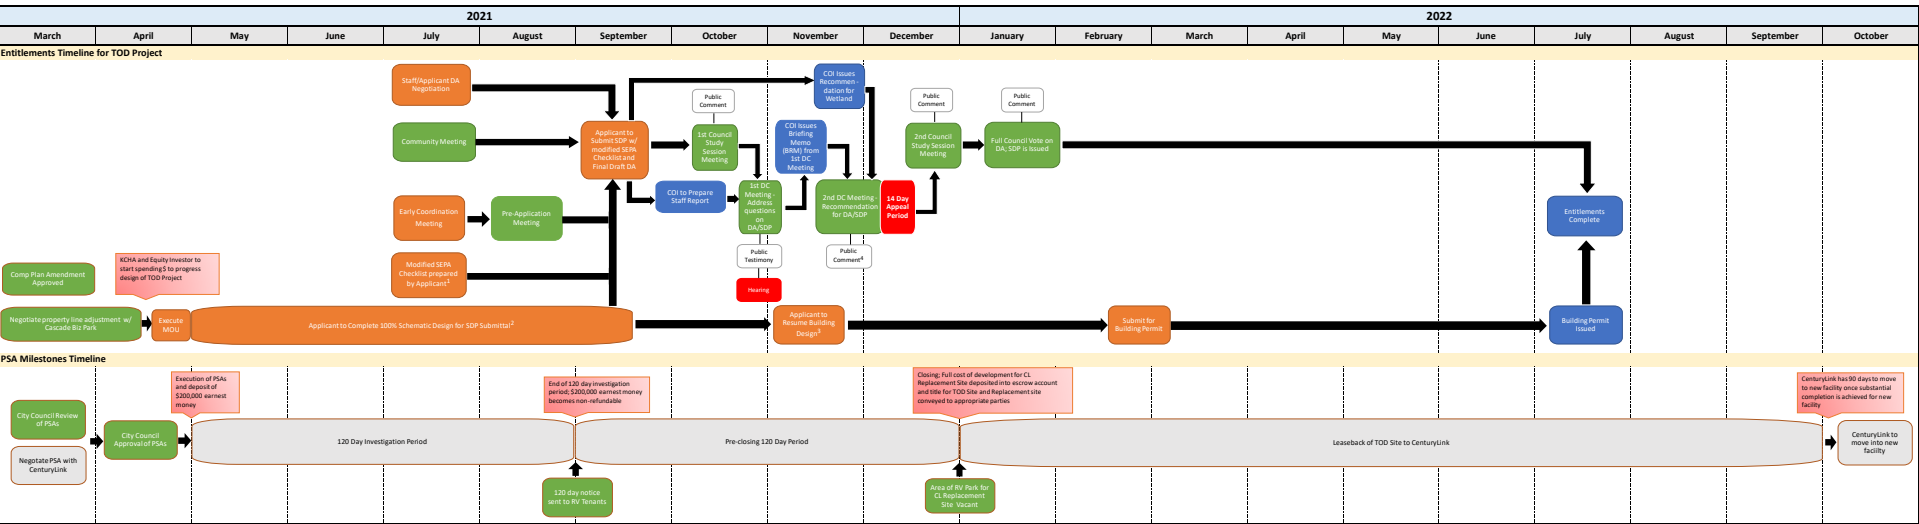 2021
2022
March
April
May
June
July
August
September
October
November
December
January
February
March
April
May
June
July
August
September
October
Entitlements Timeline for TOD Project
Staff/Applicant DA
Negotiation
Community Meeting
Early Coordination
Meeting
Pre-Application
Meeting
Modified SEPA
Checklist prepared
by Applicant1
Applicant to
Submit SDP w/
modified SEPA
Checklist and
Final Draft DA
Public
Comment
1st Council
Study
Session
Meeting
COI to Prepare
Staff Report
1st DC
Meeting -
Address
questions
on
DA/SDP
Public
Testimony
Hearing
COI Issues
Recommen -
dation for
Wetland
COI Issues
Briefing
Memo
(BRM) from
1st DC
Meeting
2nd DC Meeting -
Recommendation
for DA/SDP
Public
Comment4
14 Day
Appeal
Period
Public
Comment
2nd Council
Study Session
Meeting
Public
Comment
Full Council Vote on
DA; SDP is Issued
Entitlements
Complete
Comp Plan Amendment
Approved
KCHA and Equity Investor to
start spending $ to progress
design of TOD Project
Negotiate property line adjustment w/
Cascade Biz Park
Execute
MOU
Applicant to Complete 100% Schematic Design for SDP Submittal2
Applicant to
Resume Building
Design3
Submit for
Building Permit
Building Permit
Issued
PSA Milestones Timeline
City Council Review
of PSAs
Negotate PSA with
CenturyLink
City Council
Approval of PSAs
Execution of PSAs
and deposit of
$200,000 earnest
money
120 Day Investigation Period
End of 120 day investigation
period; $200,000 earnest money
becomes non-refundable
120 day notice
sent to RV Tenants
Pre-closing 120 Day Period
Closing; Full cost of development for CL
Replacement Site deposited into escrow account
and title for TOD Site and Replacement site
conveyed to appropriate parties
Area of RV Park for
CL Replacement
Site Vacant
Leaseback of TOD Site to CenturyLink
CenturyLink has 90 days to move
to new facility once substantial
completion is achieved for new
facility
CenturyLink to
move into new
faciilty